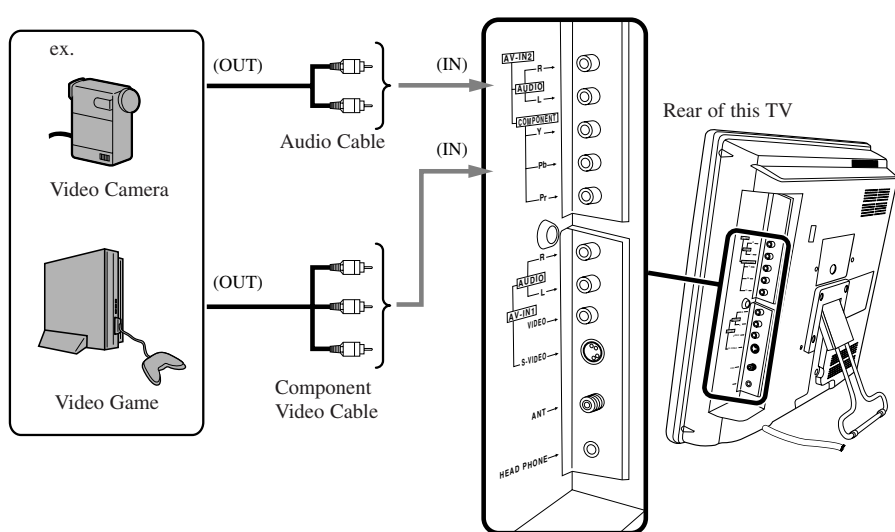 ex.
Video Camera
Video Game
(OUT)
Audio Cable
(IN)
(IN)
(OUT)
Component
Video Cable
AV-IN2
R
AUDIO
L
COMPONENT
Y
Pb
Pr
R
AUDIO
L
AV-IN1
VIDEO
S-VIDEO
ANT
HEAD PHONE
Rear of this TV